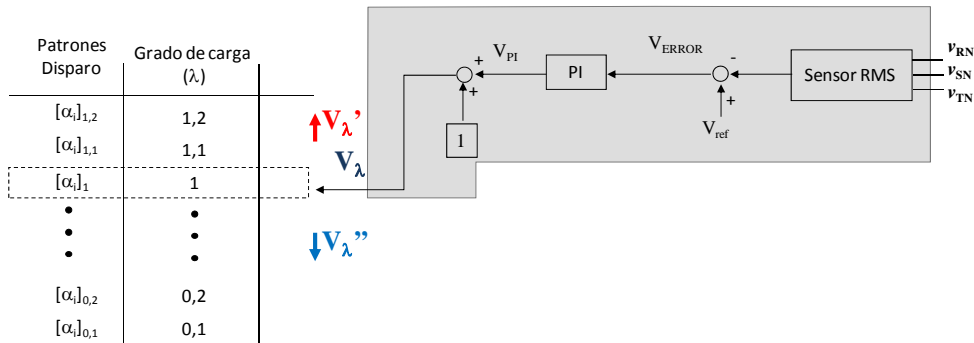 Patrones Disparo
Grado de carga (λ)
[αi]1,2 1,2
[αi]1,1 1,1
[αi]1 1
[αi]0,2 0,2
[αi]0,1 0,1
Vλ’
Vλ
Vλ”
VPI
+
+
1
PI
VERROR
-
+
Vref
Sensor RMS
vRN
vSN
vTN